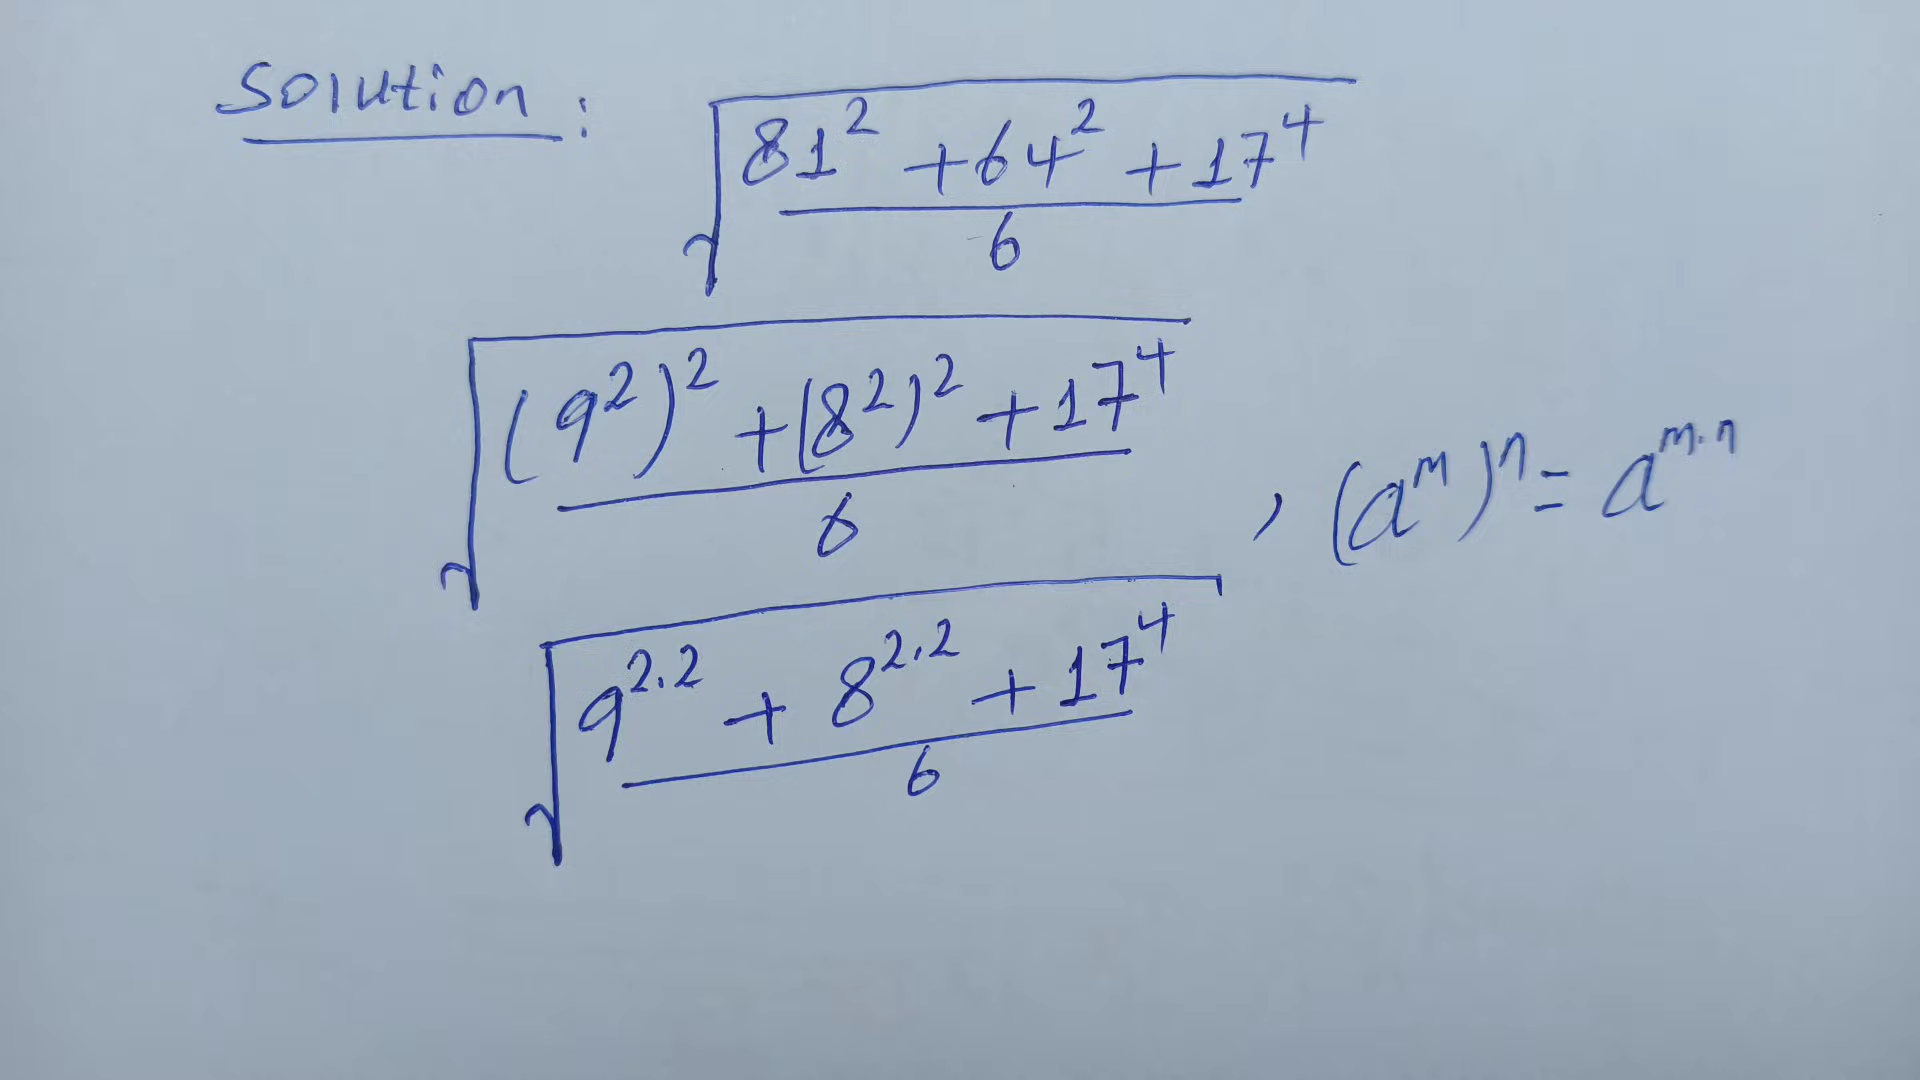 Solution : √((81² + 64² + 17⁴)/6)
√(((9²)² + (8²)² + 17⁴)/6) , (aᵐ)ⁿ = aᵐ·ⁿ
√((9²·² + 8²·² + 17⁴)/6)